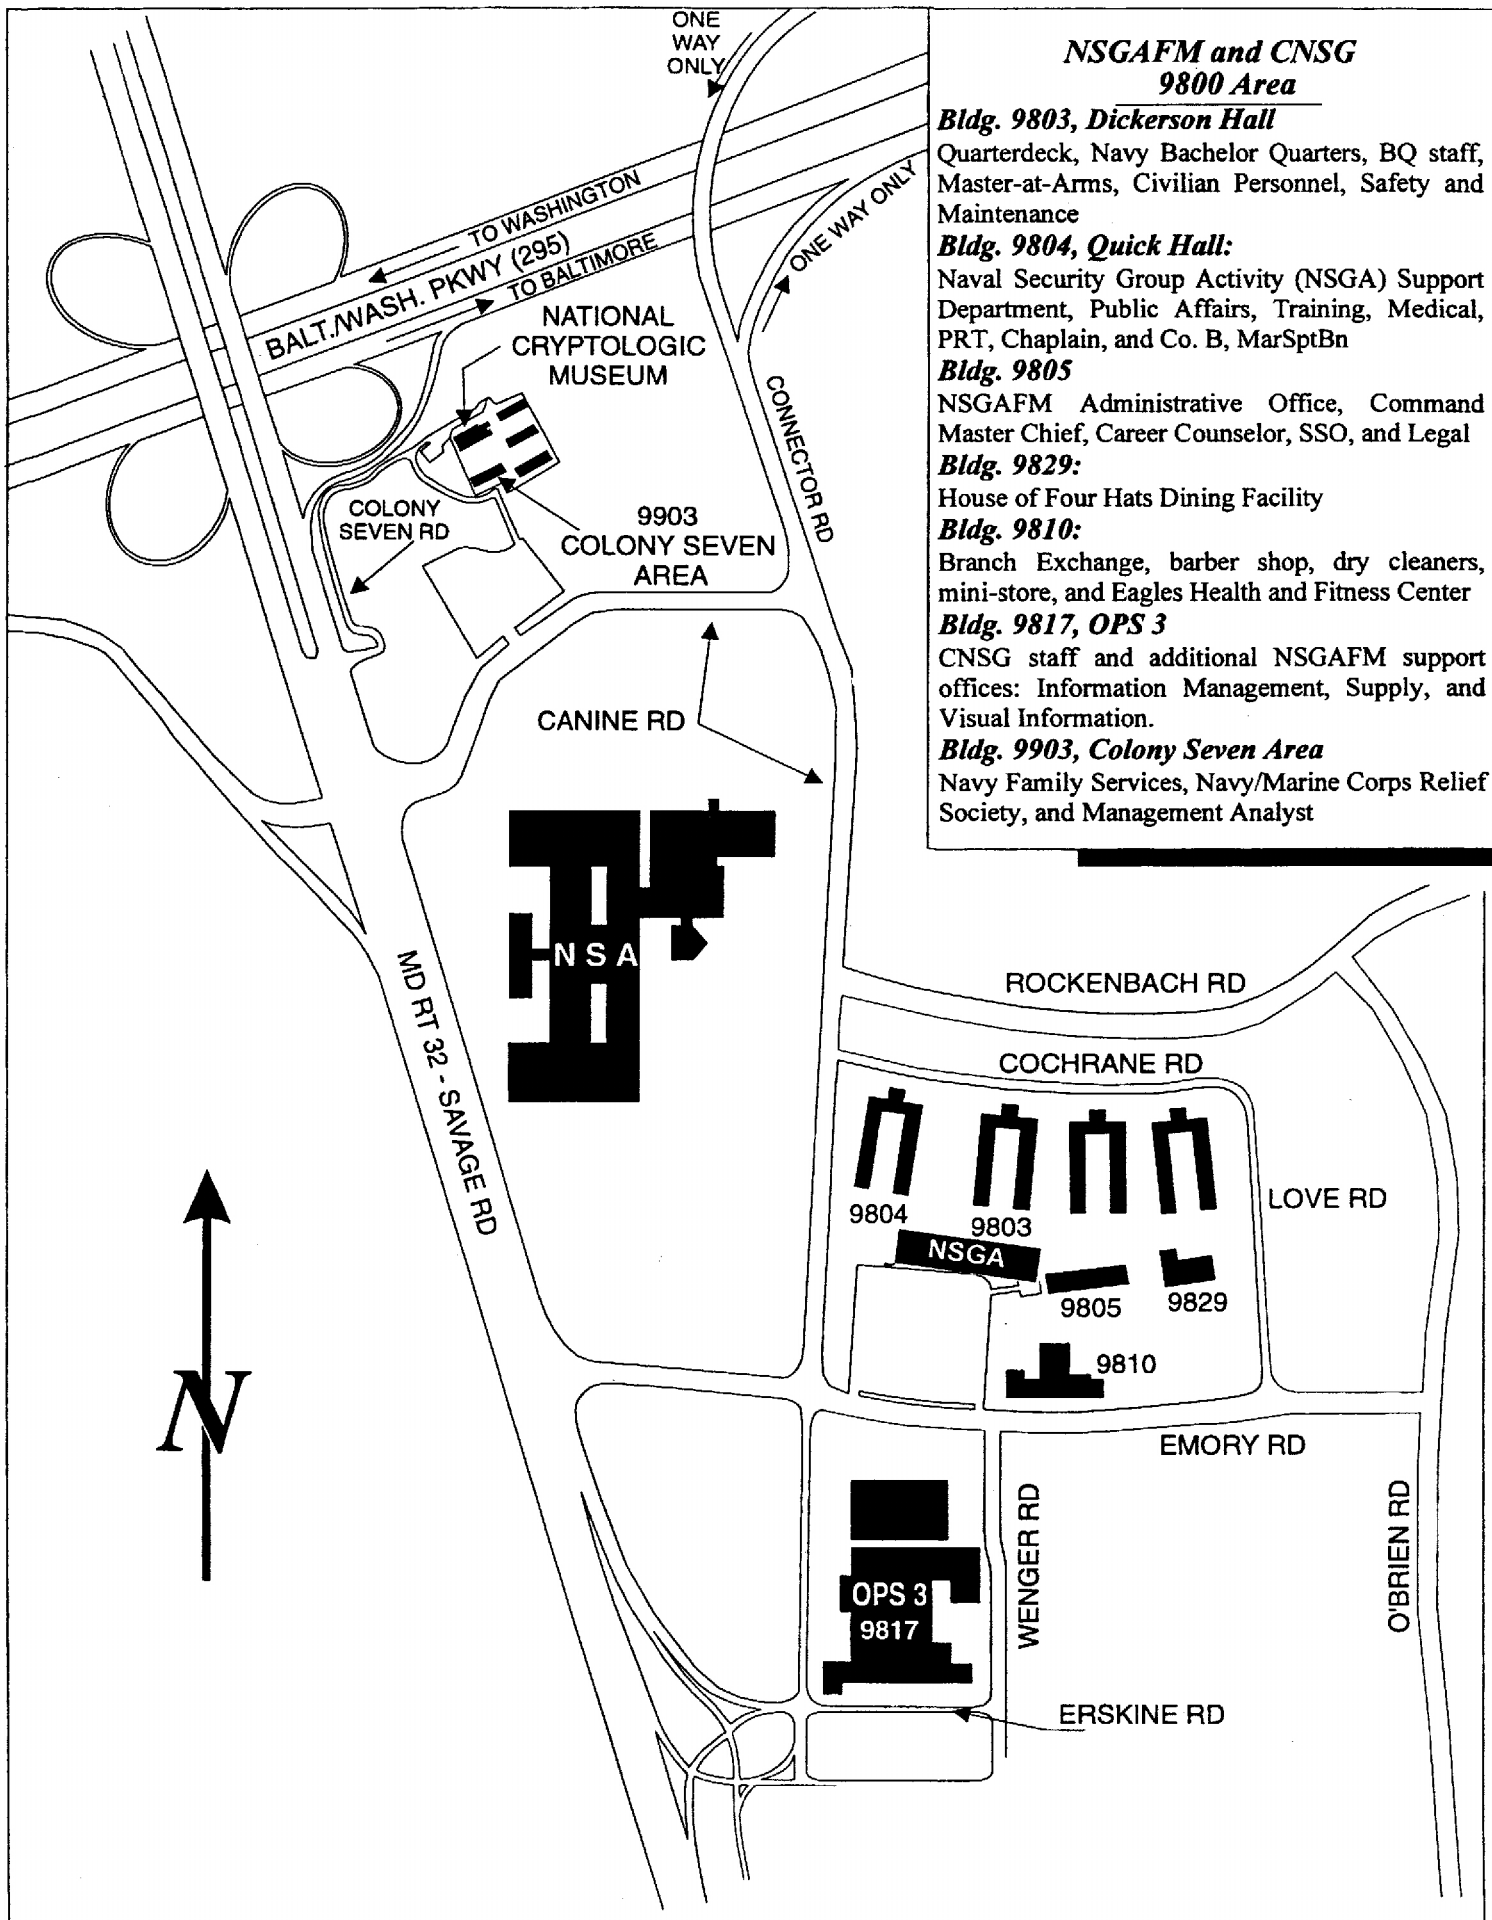 ONE
WAY
ONLY
NSGAFM and CNSG
9800 Area
Bldg. 9803, Dickerson Hall
Quarterdeck, Navy Bachelor Quarters, BQ staff,
Master-at-Arms, Civilian Personnel, Safety and
Maintenance
Bldg. 9804, Quick Hall:
Naval Security Group Activity (NSGA) Support
Department, Public Affairs, Training, Medical,
PRT, Chaplain, and Co. B, MarSptBn
Bldg. 9805
NSGAFM Administrative Office, Command
Master Chief, Career Counselor, SSO, and Legal
Bldg. 9829:
House of Four Hats Dining Facility
Bldg. 9810:
Branch Exchange, barber shop, dry cleaners,
mini-store, and Eagles Health and Fitness Center
Bldg. 9817, OPS 3
CNSG staff and additional NSGAFM support
offices: Information Management, Supply, and
Visual Information.
Bldg. 9903, Colony Seven Area
Navy Family Services, Navy/Marine Corps Relief
Society, and Management Analyst
TO WASHINGTON
BALT./WASH. PKWY (295)
TO BALTIMORE
ONE WAY ONLY
NATIONAL
CRYPTOLOGIC
MUSEUM
CONNECTOR RD
COLONY
SEVEN RD
9903
COLONY SEVEN
AREA
CANINE RD
NSA
MD RT 32 - SAVAGE RD
ROCKENBACH RD
COCHRANE RD
LOVE RD
9804
9803
NSGA
9805
9829
9810
N
EMORY RD
WENGER RD
O'BRIEN RD
OPS 3
9817
ERSKINE RD